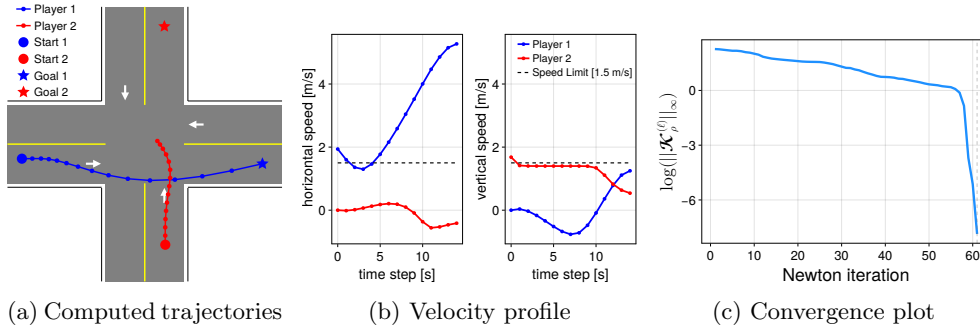 Player 1
Player 2
Start 1
Start 2
Goal 1
Goal 2
horizontal speed [m/s]
4
2
0
0
5
10
time step [s]
vertical speed [m/s]
4
2
0
0
5
10
time step [s]
Player 1
Player 2
Speed Limit [1.5 m/s]
log(||𝓚ρ^(ℓ)||∞)
0
−3
−6
0
10
20
30
40
50
60
Newton iteration
(a) Computed trajectories
(b) Velocity profile
(c) Convergence plot